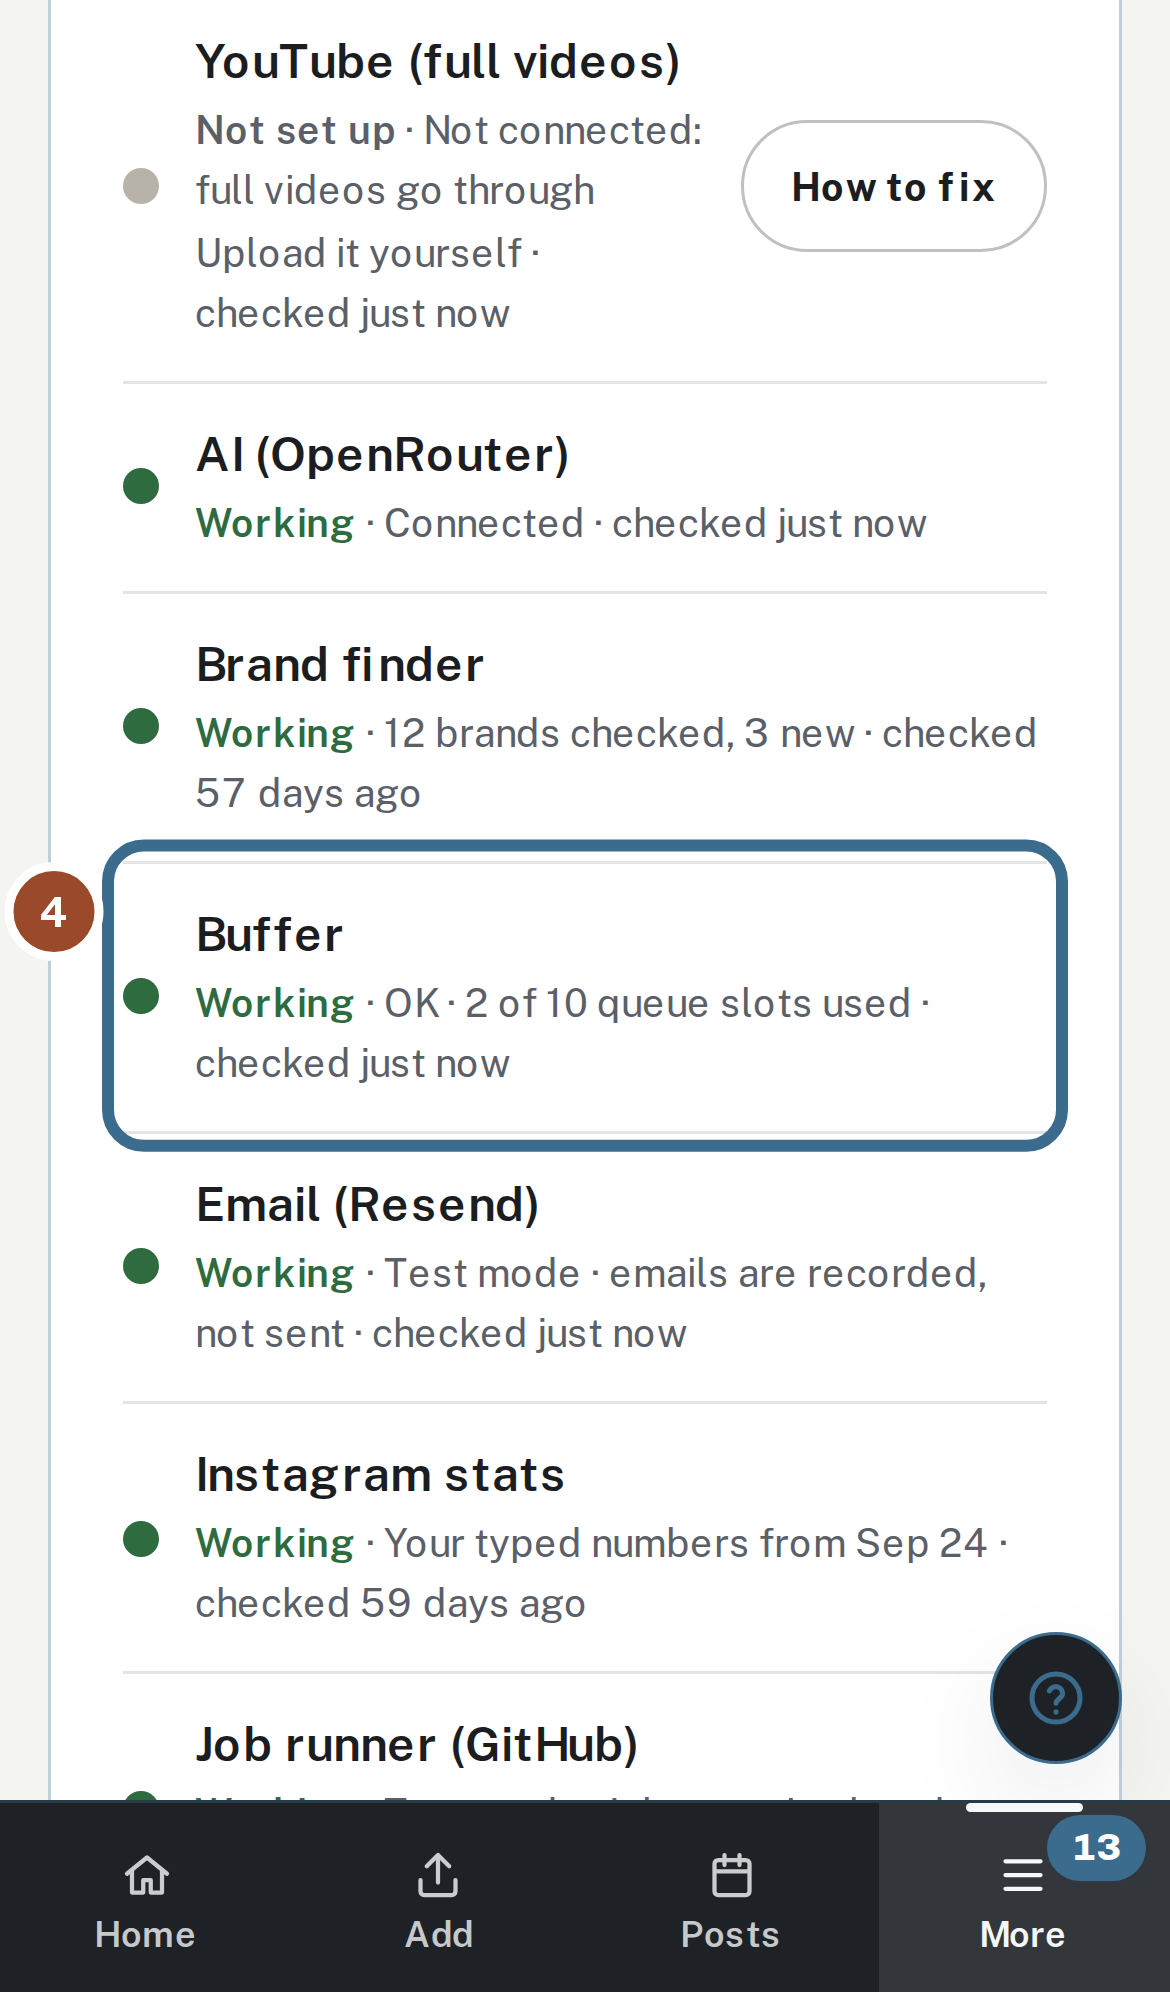 YouTube (full videos)
Not set up · Not connected:
full videos go through
Upload it yourself ·
checked just now
How to fix
AI (OpenRouter)
Working · Connected · checked just now
Brand finder
Working · 12 brands checked, 3 new · checked
57 days ago
4
Buffer
Working · OK · 2 of 10 queue slots used ·
checked just now
Email (Resend)
Working · Test mode · emails are recorded,
not sent · checked just now
Instagram stats
Working · Your typed numbers from Sep 24 ·
checked 59 days ago
Job runner (GitHub)
13
Home
Add
Posts
More